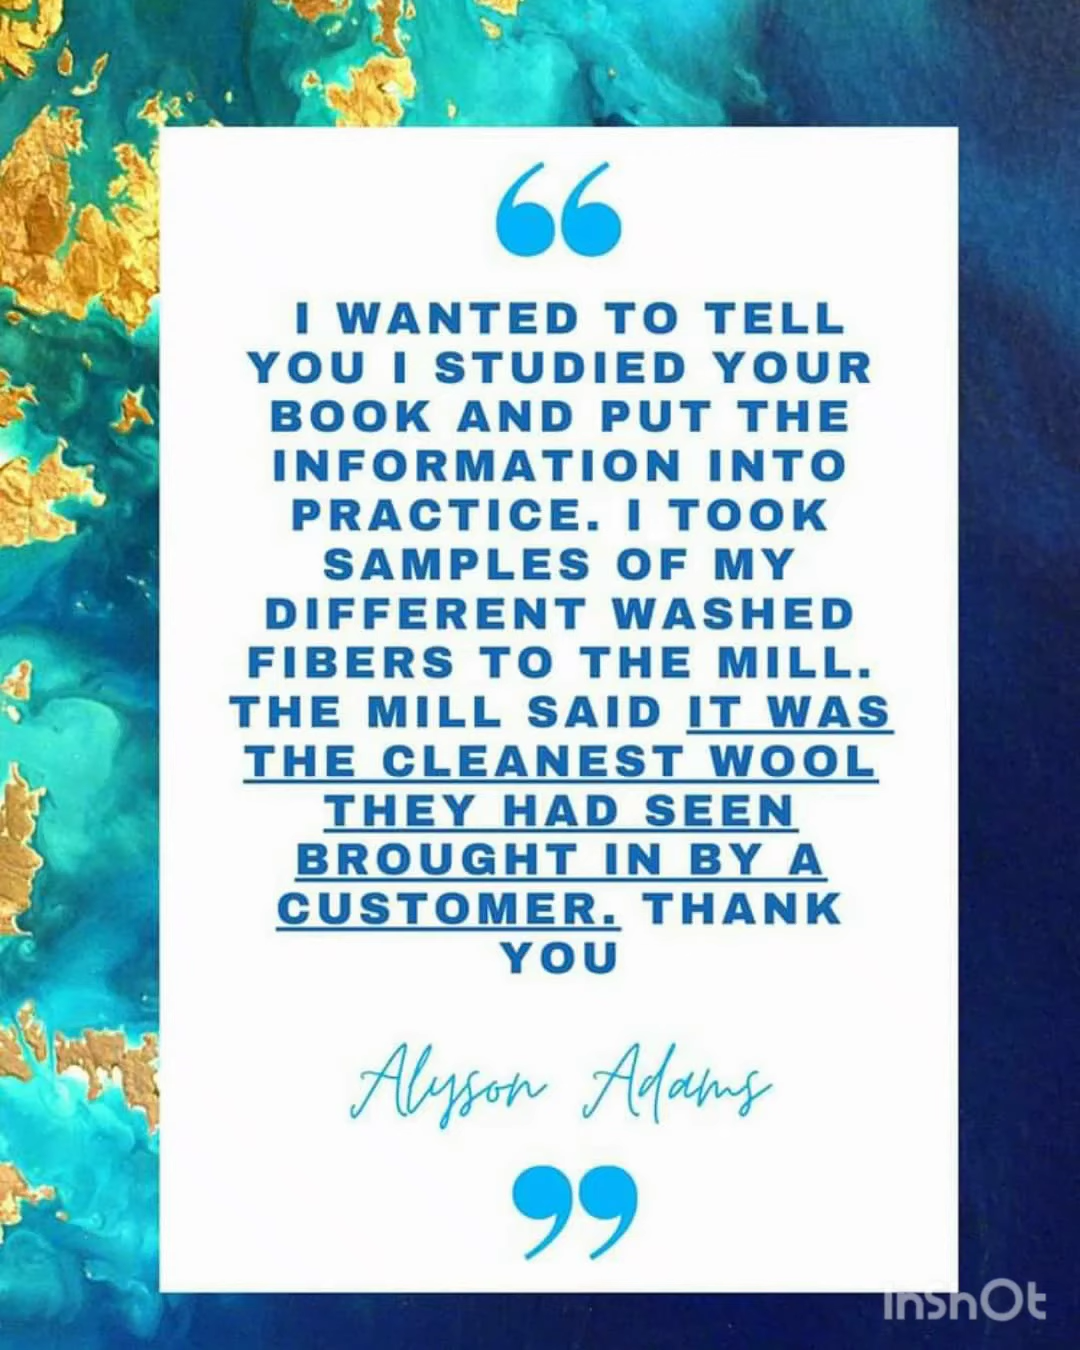 “
I WANTED TO TELL
YOU I STUDIED YOUR
BOOK AND PUT THE
INFORMATION INTO
PRACTICE. I TOOK
SAMPLES OF MY
DIFFERENT WASHED
FIBERS TO THE MILL.
THE MILL SAID IT WAS
THE CLEANEST WOOL
THEY HAD SEEN
BROUGHT IN BY A
CUSTOMER. THANK
YOU
Alyson Adams
”
InShOt